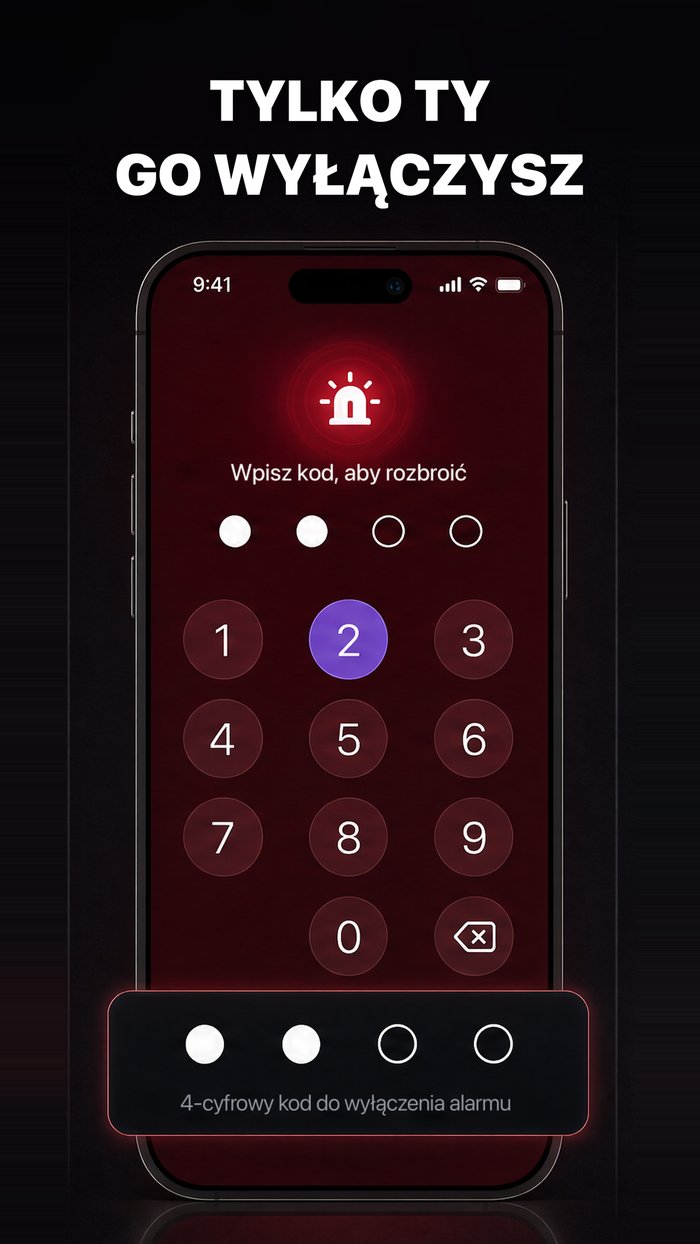 TYLKO TY
GO WYŁĄCZYSZ
9:41
Wpisz kod, aby rozbroić
1 2 3
4 5 6
7 8 9
0
4-cyfrowy kod do wyłączenia alarmu